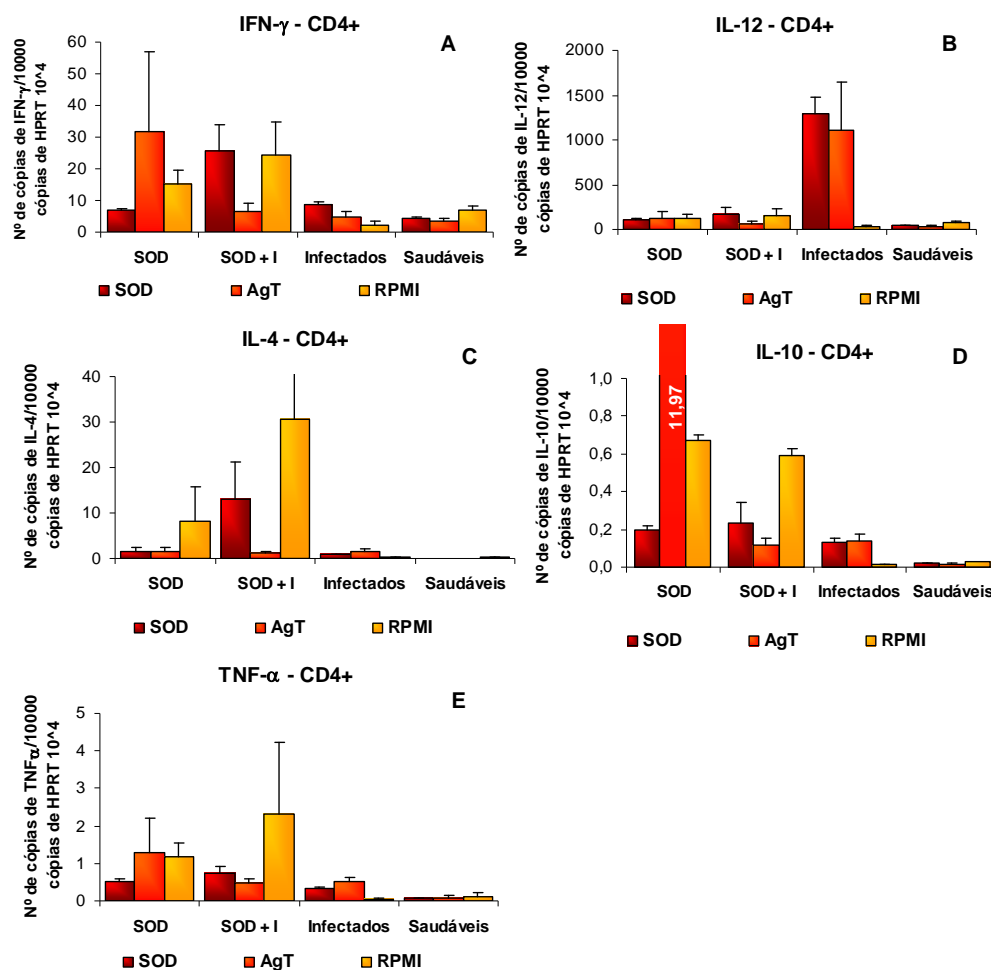 IFN-γ - CD4+
A
Nº de cópias de IFN-γ/10000
cópias de HPRT 10^4
60
50
40
30
20
10
0
SOD SOD + I Infectados Saudáveis
SOD AgT RPMI
IL-12 - CD4+
B
Nº de cópias de IL-12/10000
cópias de HPRT 10^4
2000
1500
1000
500
0
SOD SOD + I Infectados Saudáveis
SOD AgT RPMI
IL-4 - CD4+
C
Nº de cópias de IL-4/10000
cópias de HPRT 10^4
40
30
20
10
0
SOD SOD + I Infectados Saudáveis
SOD AgT RPMI
IL-10 - CD4+
D
Nº de cópias de IL-10/10000
cópias de HPRT 10^4
1,0
0,8
0,6
0,4
0,2
0,0
11,97
SOD SOD + I Infectados Saudáveis
SOD AgT RPMI
TNF-α - CD4+
E
Nº de cópias de TNFα/10000
cópias de HPRT 10^4
5
4
3
2
1
0
SOD SOD + I Infectados Saudáveis
SOD AgT RPMI